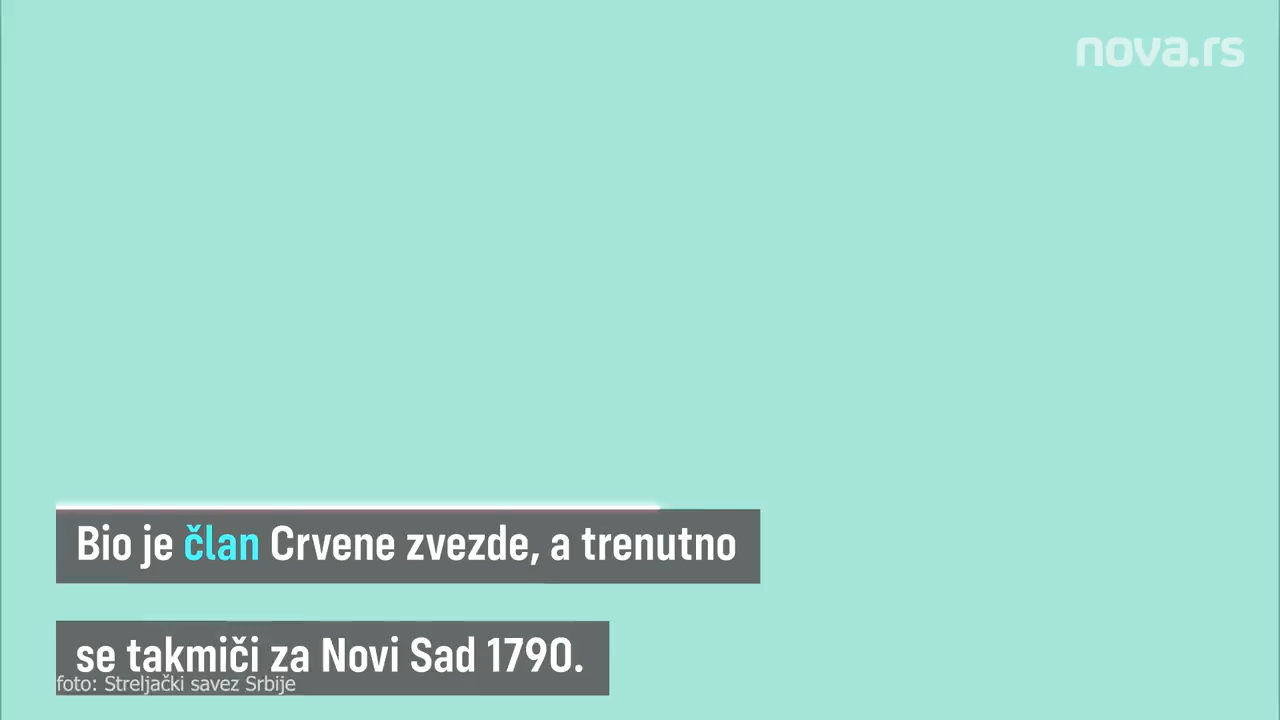 nova.rs
Bio je član Crvene zvezde, a trenutno
se takmiči za Novi Sad 1790.
foto: Streljački savez Srbije